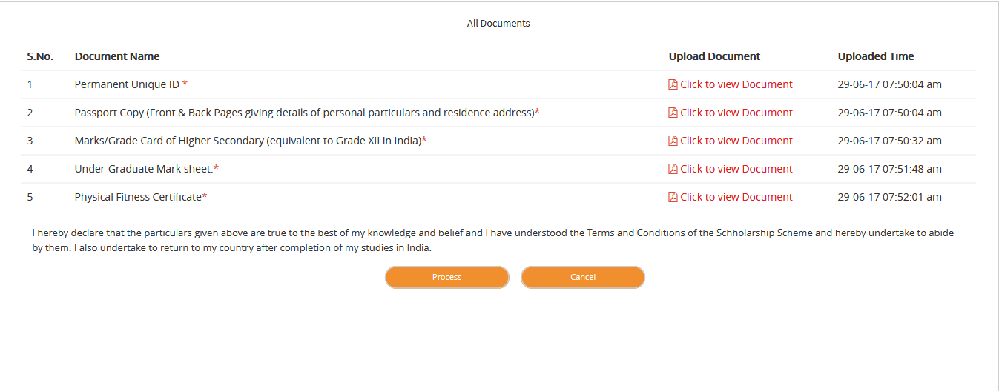 All Documents
S.No. Document Name Upload Document Uploaded Time
1 Permanent Unique ID * Click to view Document 29-06-17 07:50:04 am
2 Passport Copy (Front & Back Pages giving details of personal particulars and residence address)* Click to view Document 29-06-17 07:50:04 am
3 Marks/Grade Card of Higher Secondary (equivalent to Grade XII in India)* Click to view Document 29-06-17 07:50:32 am
4 Under-Graduate Mark sheet.* Click to view Document 29-06-17 07:51:48 am
5 Physical Fitness Certificate* Click to view Document 29-06-17 07:52:01 am
I hereby declare that the particulars given above are true to the best of my knowledge and belief and I have understood the Terms and Conditions of the Schholarship Scheme and hereby undertake to abide
by them. I also undertake to return to my country after completion of my studies in India.
Process Cancel